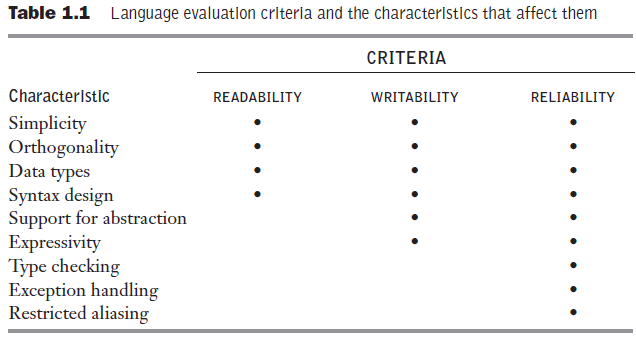 Table 1.1 Language evaluation criteria and the characteristics that affect them
CRITERIA
Characteristic READABILITY WRITABILITY RELIABILITY
Simplicity • • •
Orthogonality • • •
Data types • • •
Syntax design • • •
Support for abstraction • •
Expressivity • •
Type checking •
Exception handling •
Restricted aliasing •